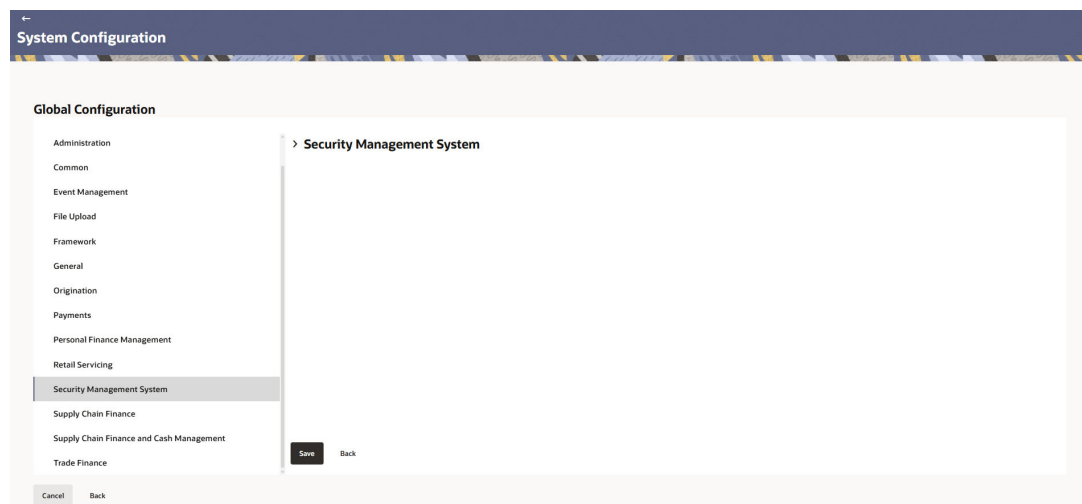 ←
System Configuration
Global Configuration
Administration
Common
Event Management
File Upload
Framework
General
Origination
Payments
Personal Finance Management
Retail Servicing
Security Management System
Supply Chain Finance
Supply Chain Finance and Cash Management
Trade Finance
> Security Management System
Save Back
Cancel Back